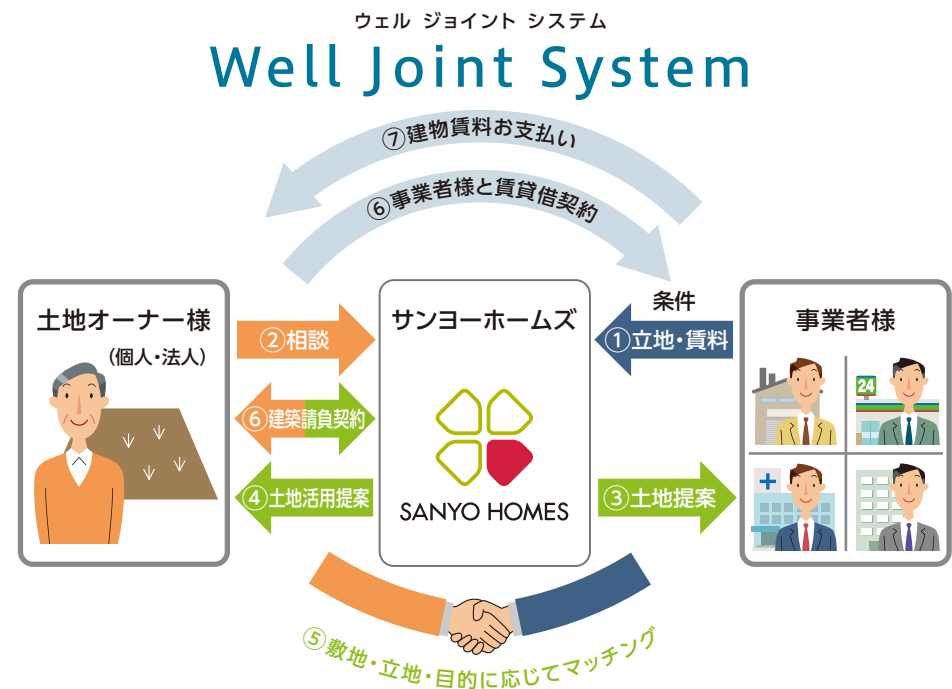 ウェル ジョイント システム
Well Joint System
⑦建物賃料お支払い
⑥事業者様と賃貸借契約
土地オーナー様
（個人・法人）
②相談
⑥建築請負契約
④土地活用提案
サンヨーホームズ
SANYO HOMES
条件
①立地・賃料
③土地提案
事業者様
24
⑤敷地・立地・目的に応じてマッチング